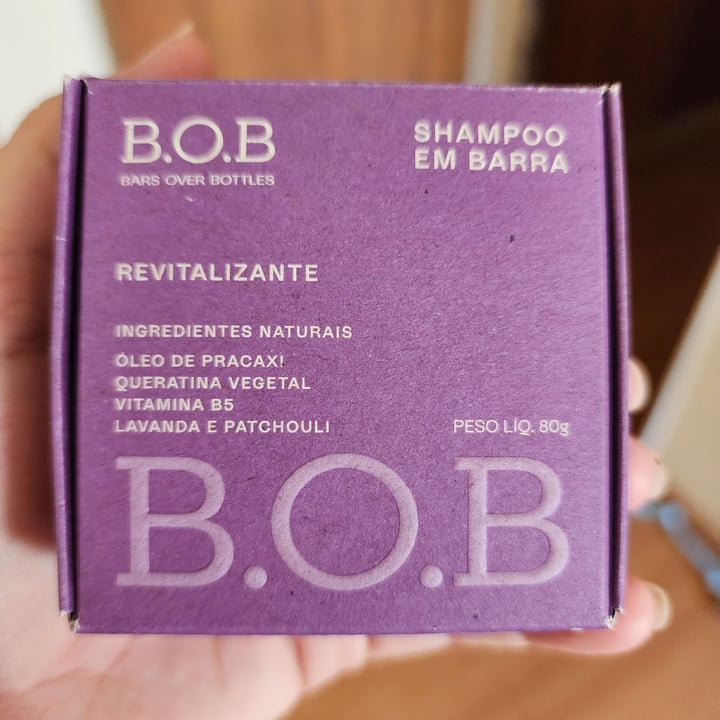 B.O.B
BARS OVER BOTTLES
SHAMPOO
EM BARRA
REVITALIZANTE
INGREDIENTES NATURAIS
ÓLEO DE PRACAXI
QUERATINA VEGETAL
VITAMINA B5
LAVANDA E PATCHOULI
PESO LÍQ. 80g
B.O.B